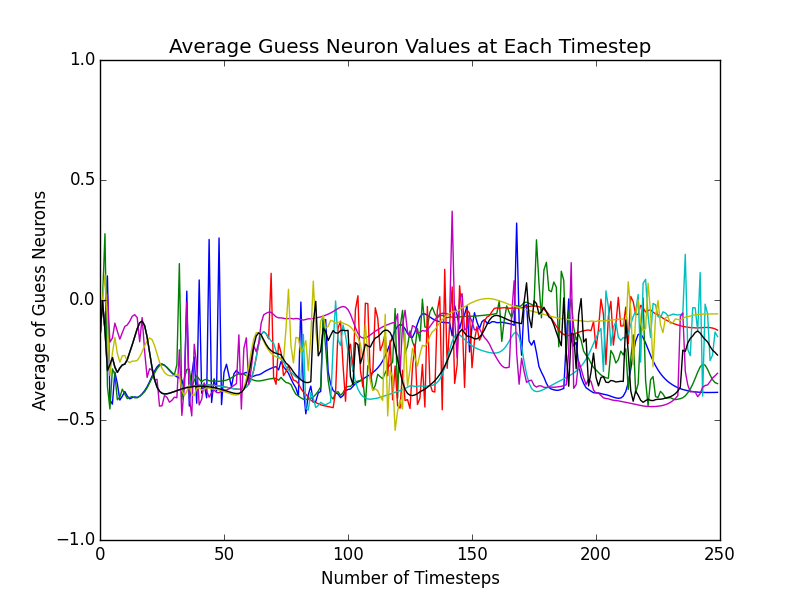 Average Guess Neuron Values at Each Timestep
1.0
0.5
0.0
−0.5
−1.0
Average of Guess Neurons
0 50 100 150 200 250
Number of Timesteps